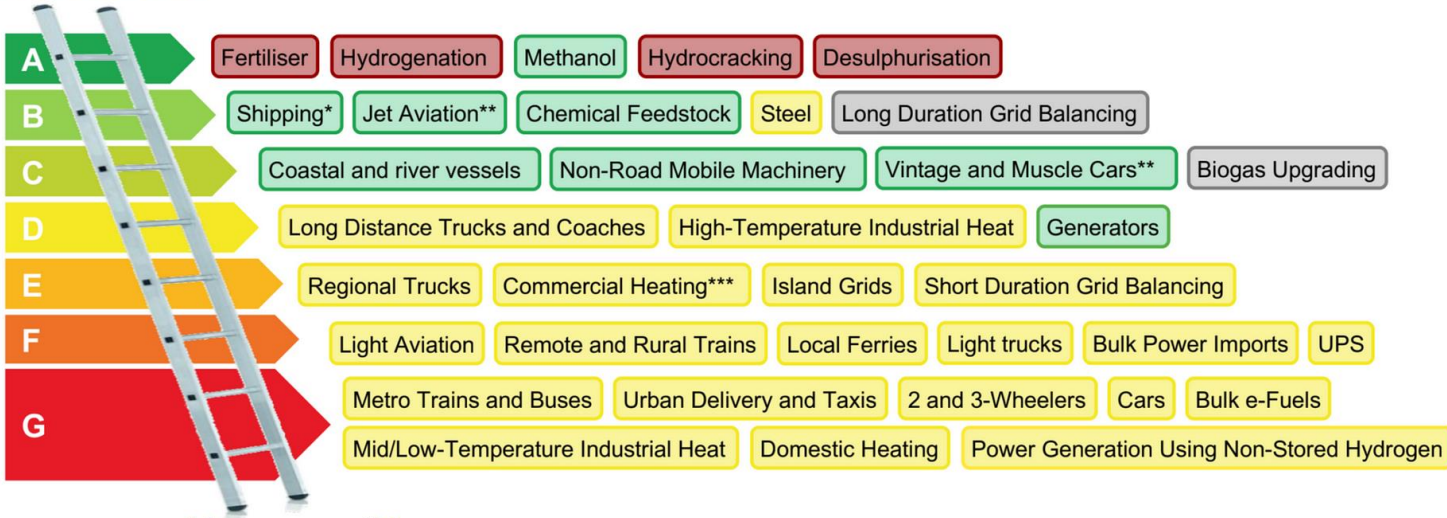 A Fertiliser Hydrogenation Methanol Hydrocracking Desulphurisation
B Shipping* Jet Aviation** Chemical Feedstock Steel Long Duration Grid Balancing
C Coastal and river vessels Non-Road Mobile Machinery Vintage and Muscle Cars** Biogas Upgrading
D Long Distance Trucks and Coaches High-Temperature Industrial Heat Generators
E Regional Trucks Commercial Heating*** Island Grids Short Duration Grid Balancing
F Light Aviation Remote and Rural Trains Local Ferries Light trucks Bulk Power Imports UPS
G Metro Trains and Buses Urban Delivery and Taxis 2 and 3-Wheelers Cars Bulk e-Fuels
Mid/Low-Temperature Industrial Heat Domestic Heating Power Generation Using Non-Stored Hydrogen